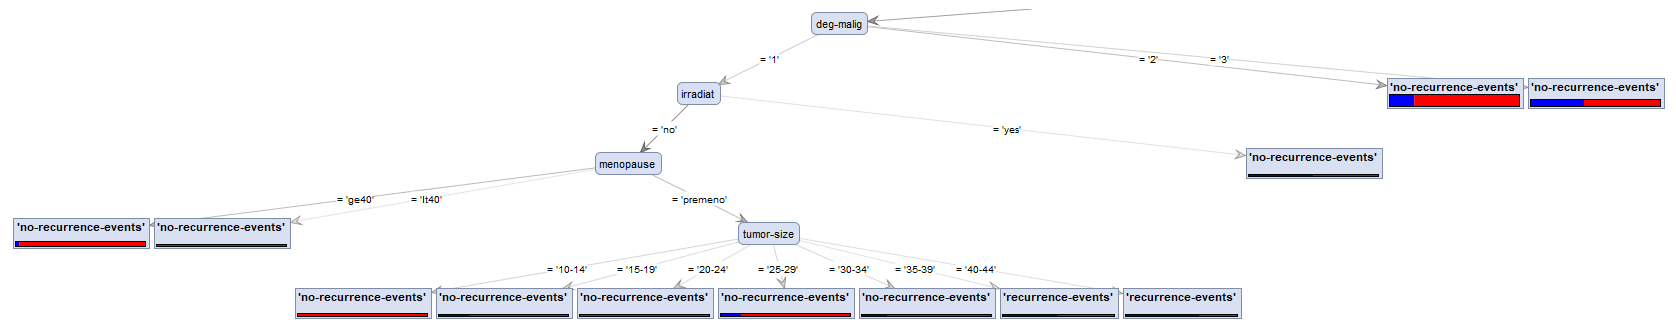 deg-malig
= '1'
= '2'
= '3'
irradiat
'no-recurrence-events'
'no-recurrence-events'
= 'no'
= 'yes'
menopause
'no-recurrence-events'
= 'ge40'
= 'lt40'
= 'premeno'
'no-recurrence-events'
'no-recurrence-events'
tumor-size
= '10-14'
= '15-19'
= '20-24'
= '25-29'
= '30-34'
= '35-39'
= '40-44'
'no-recurrence-events'
'no-recurrence-events'
'no-recurrence-events'
'no-recurrence-events'
'no-recurrence-events'
'recurrence-events'
'recurrence-events'